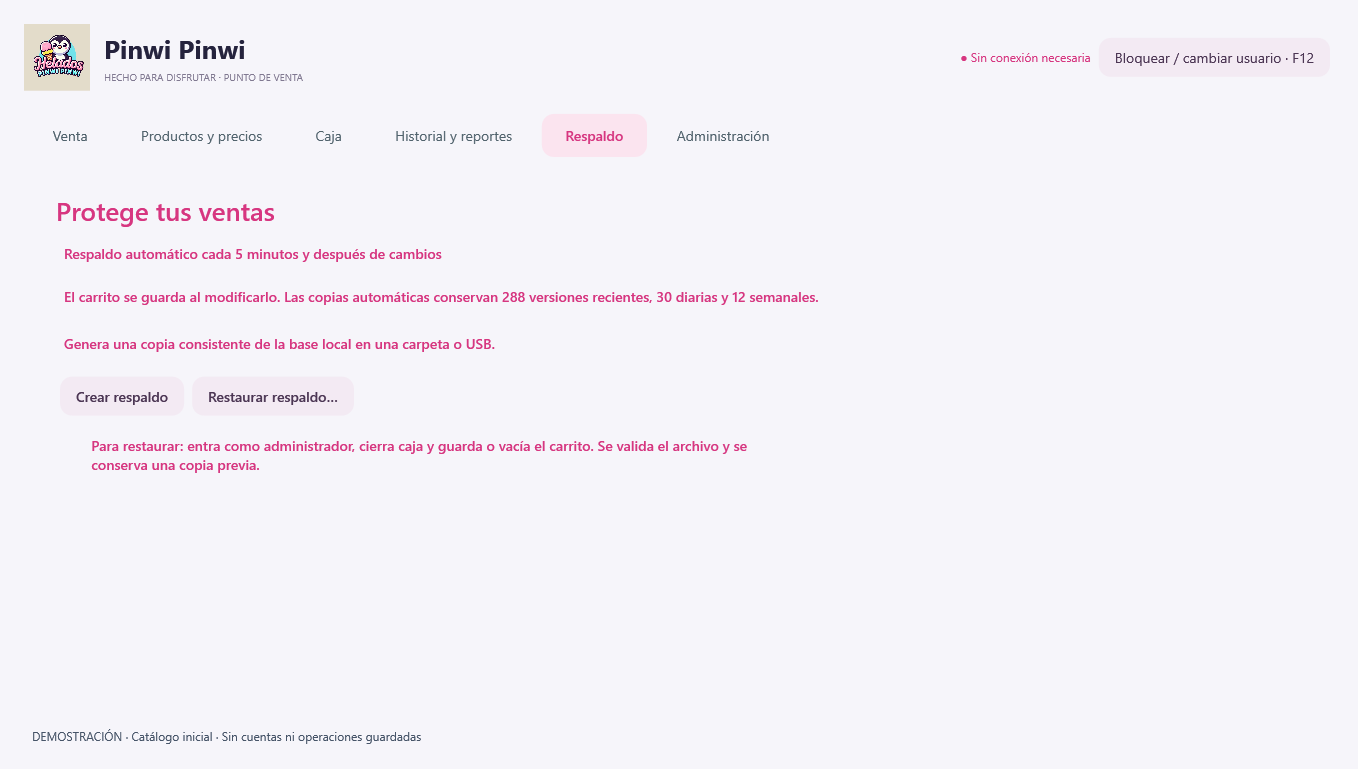 Helados
PINWI PINWI
Pinwi Pinwi
HECHO PARA DISFRUTAR · PUNTO DE VENTA
● Sin conexión necesaria
Bloquear / cambiar usuario · F12
Venta
Productos y precios
Caja
Historial y reportes
Respaldo
Administración
Protege tus ventas
Respaldo automático cada 5 minutos y después de cambios
El carrito se guarda al modificarlo. Las copias automáticas conservan 288 versiones recientes, 30 diarias y 12 semanales.
Genera una copia consistente de la base local en una carpeta o USB.
Crear respaldo
Restaurar respaldo...
Para restaurar: entra como administrador, cierra caja y guarda o vacía el carrito. Se valida el archivo y se
conserva una copia previa.
DEMOSTRACIÓN · Catálogo inicial · Sin cuentas ni operaciones guardadas